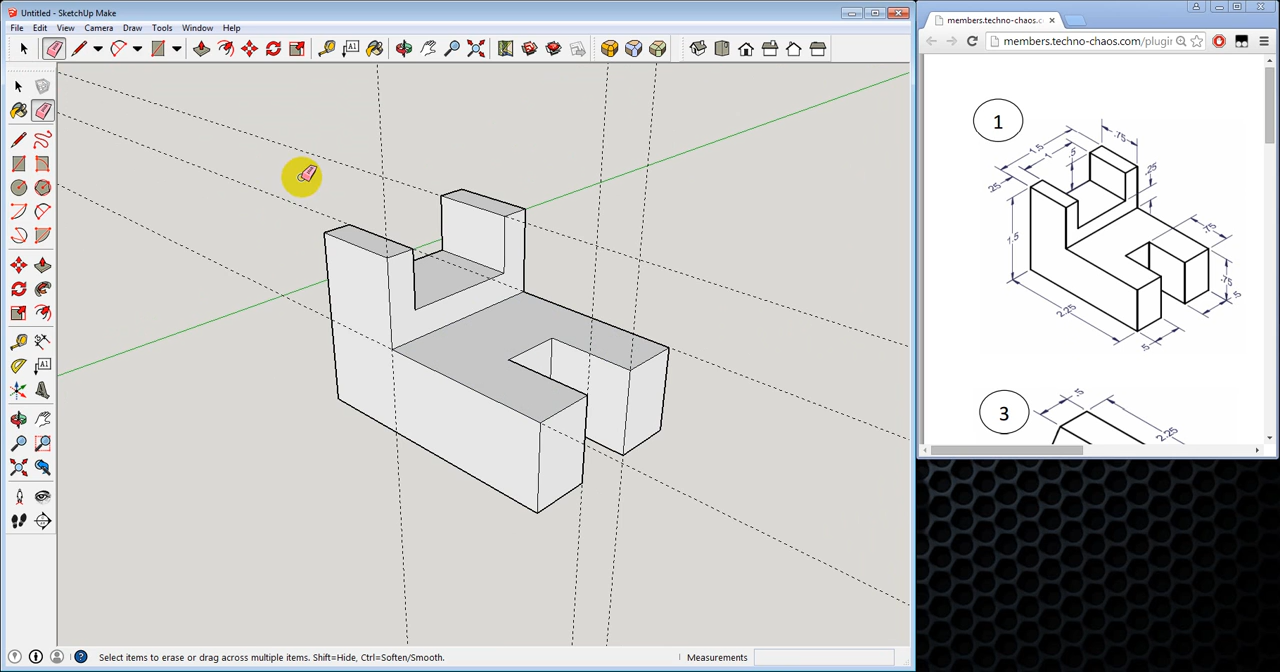 Untitled - SketchUp Make
File Edit View Camera Draw Tools Window Help
members.techno-chaos.c
members.techno-chaos.com/plugin
1
.75
1.5
1
.5
.25
.25
1.5
.75
.75
.5
2.25
.5
3
.5
2.25
Select items to erase or drag across multiple items. Shift=Hide, Ctrl=Soften/Smooth.
Measurements